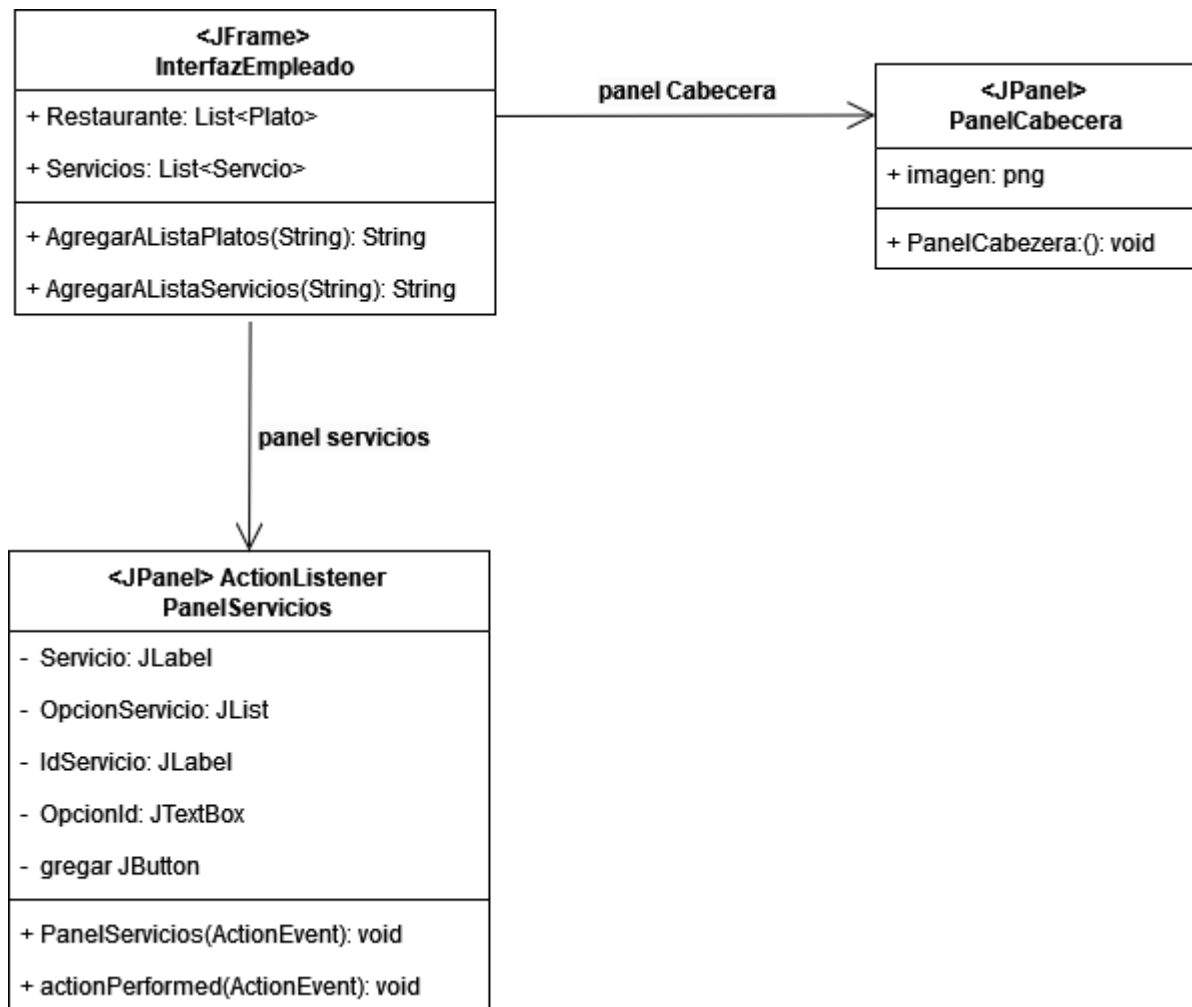 <JFrame>
InterfazEmpleado
+ Restaurante: List<Plato>
+ Servicios: List<Servcio>
+ AgregarAListaPlatos(String): String
+ AgregarAListaServicios(String): String
panel Cabecera
<JPanel>
PanelCabecera
+ imagen: png
+ PanelCabezera:(): void
panel servicios
<JPanel> ActionListener
PanelServicios
- Servicio: JLabel
- OpcionServicio: JList
- IdServicio: JLabel
- OpcionId: JTextBox
- gregar JButton
+ PanelServicios(ActionEvent): void
+ actionPerformed(ActionEvent): void